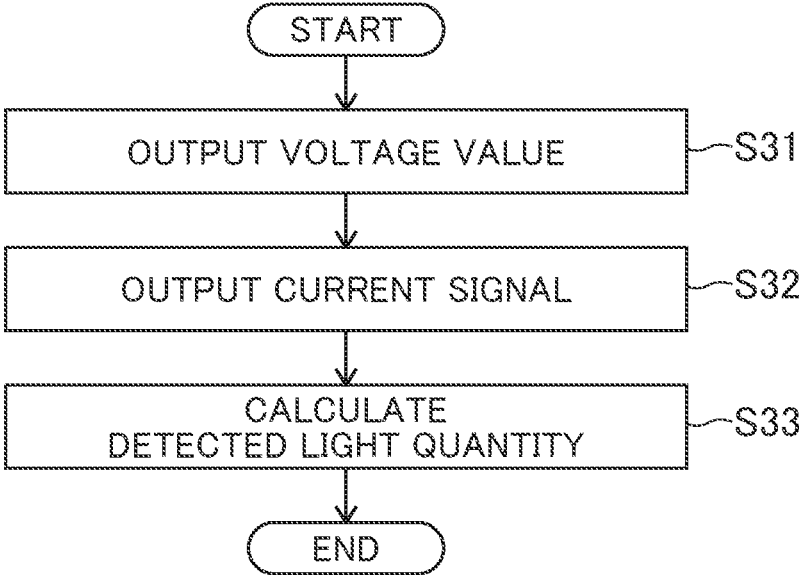 START
OUTPUT VOLTAGE VALUE
S31
OUTPUT CURRENT SIGNAL
S32
CALCULATE
DETECTED LIGHT QUANTITY
S33
END